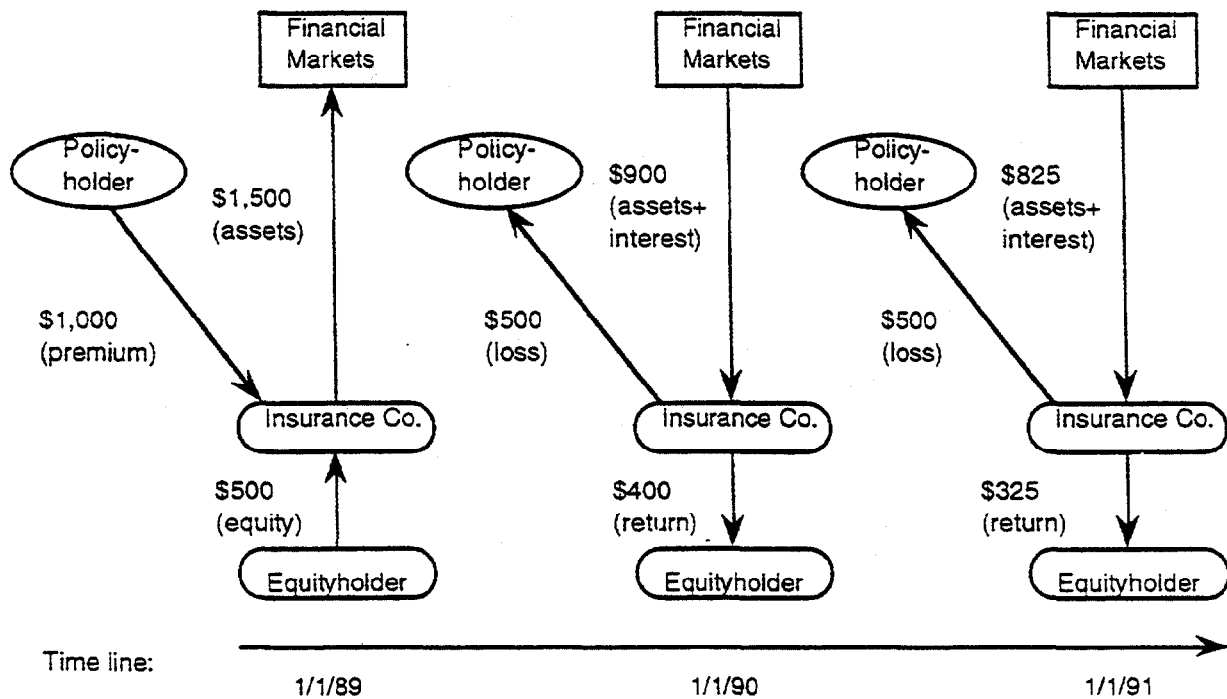 Financial
Markets
Policy-
holder
$1,500
(assets)
$1,000
(premium)
Insurance Co.
$500
(equity)
Equityholder
Financial
Markets
Policy-
holder
$900
(assets+
interest)
$500
(loss)
Insurance Co.
$400
(return)
Equityholder
Financial
Markets
Policy-
holder
$825
(assets+
interest)
$500
(loss)
Insurance Co.
$325
(return)
Equityholder
Time line:
1/1/89
1/1/90
1/1/91